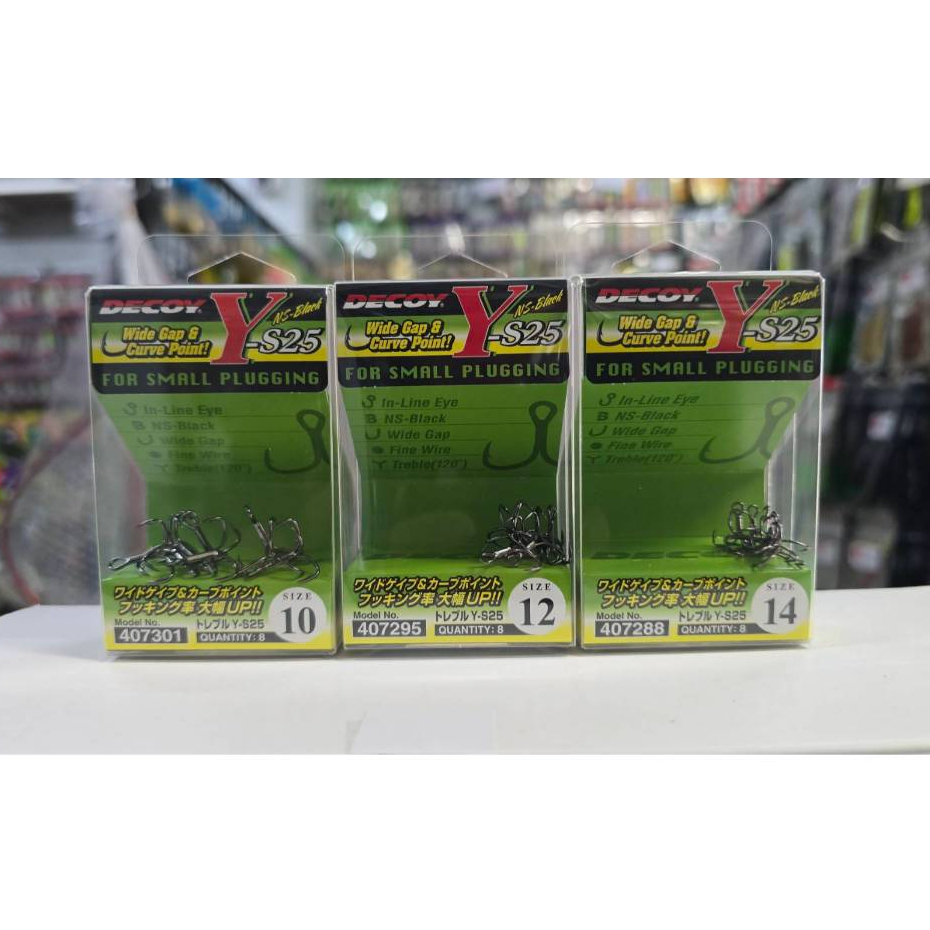 DECOY
Y-S25
NS-Black
Wide Gap &
Curve Point!
FOR SMALL PLUGGING
In-Line Eye
NS-Black
Wide Gap
Fine Wire
Treble(120°)
ワイドゲイプ&カーブポイント
フッキング率 大幅UP!!
Model No.
407301
トレブル Y-S25
QUANTITY: 8
SIZE
10
DECOY
Y-S25
NS-Black
Wide Gap &
Curve Point!
FOR SMALL PLUGGING
In-Line Eye
NS-Black
Wide Gap
Fine Wire
Treble(120°)
ワイドゲイプ&カーブポイント
フッキング率 大幅UP!!
Model No.
407295
トレブル Y-S25
QUANTITY: 8
SIZE
12
DECOY
Y-S25
NS-Black
Wide Gap &
Curve Point!
FOR SMALL PLUGGING
In-Line Eye
NS-Black
Wide Gap
Fine Wire
Treble(120°)
DECOY
ワイドゲイプ&カーブポイント
フッキング率 大幅UP!!
Model No.
407288
トレブル Y-S25
QUANTITY: 8
SIZE
14